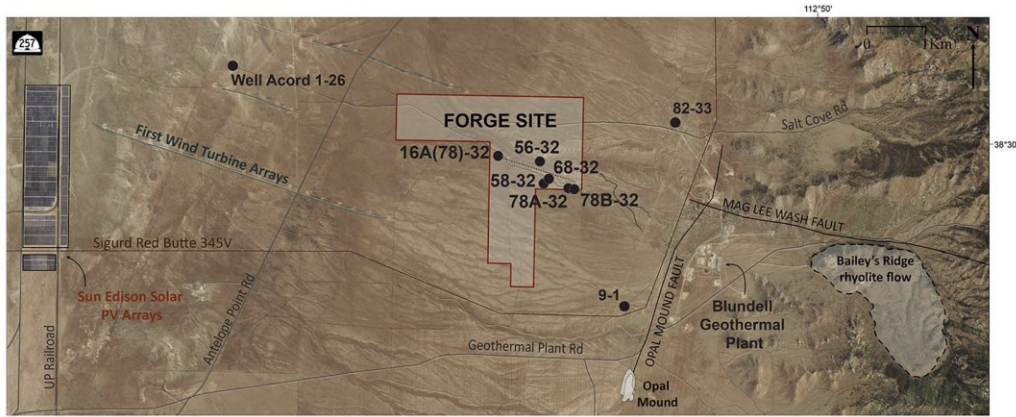 112°50'
257
0 1Km
N
Well Acord 1-26
82-33
Salt Cove Rd
FORGE SITE
38°30
First Wind Turbine Arrays
16A(78)-32
56-32
68-32
58-32
78A-32
78B-32
MAG LEE WASH FAULT
Sigurd Red Butte 345V
Bailey's Ridge
rhyolite flow
Sun Edison Solar
PV Arrays
Antelope Point Rd
9-1
OPAL MOUND FAULT
Blundell
Geothermal
Plant
UP Railroad
Geothermal Plant Rd
Opal
Mound